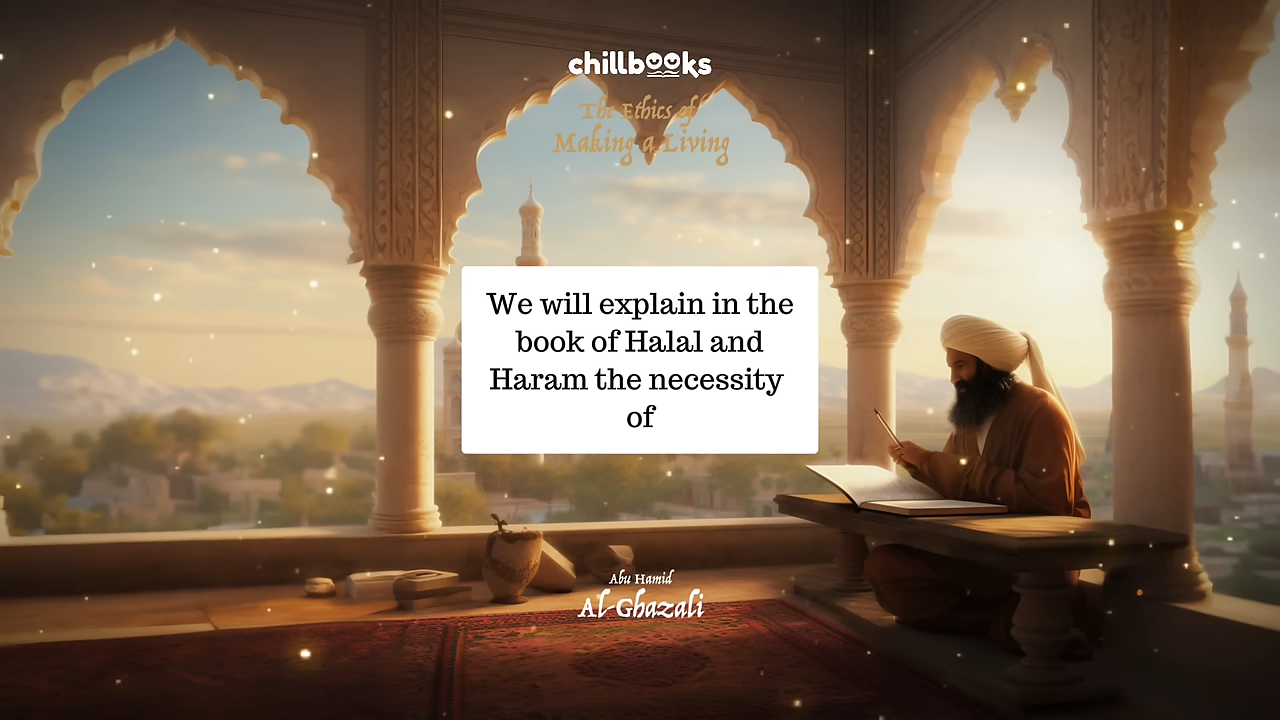 chillbooks
The Ethics of
Making a Living
We will explain in the
book of Halal and
Haram the necessity
of
Abu Hamid
Al-Ghazali